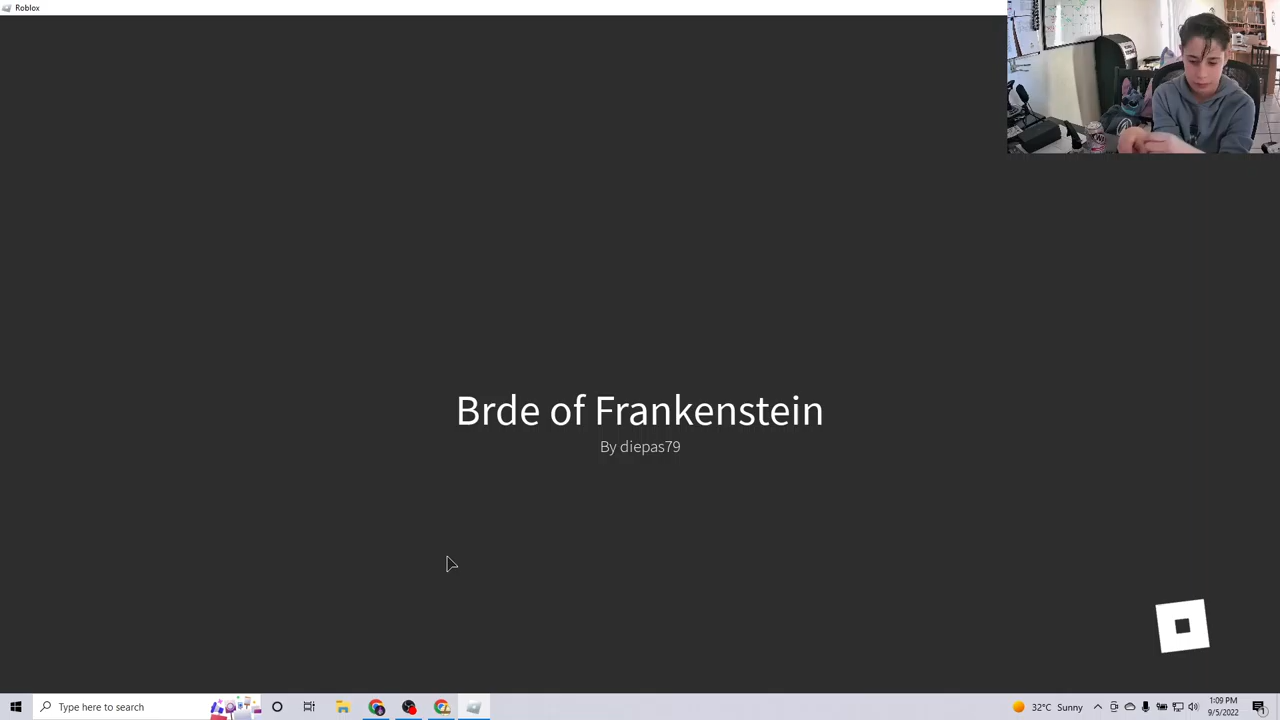 Roblox
Brde of Frankenstein
By diepas79
Type here to search
32°C Sunny
1:09 PM
9/5/2022